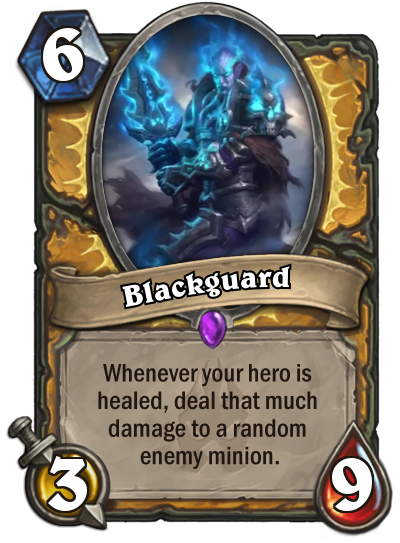 6
Blackguard
Whenever your hero is
healed, deal that much
damage to a random
enemy minion.
3
9